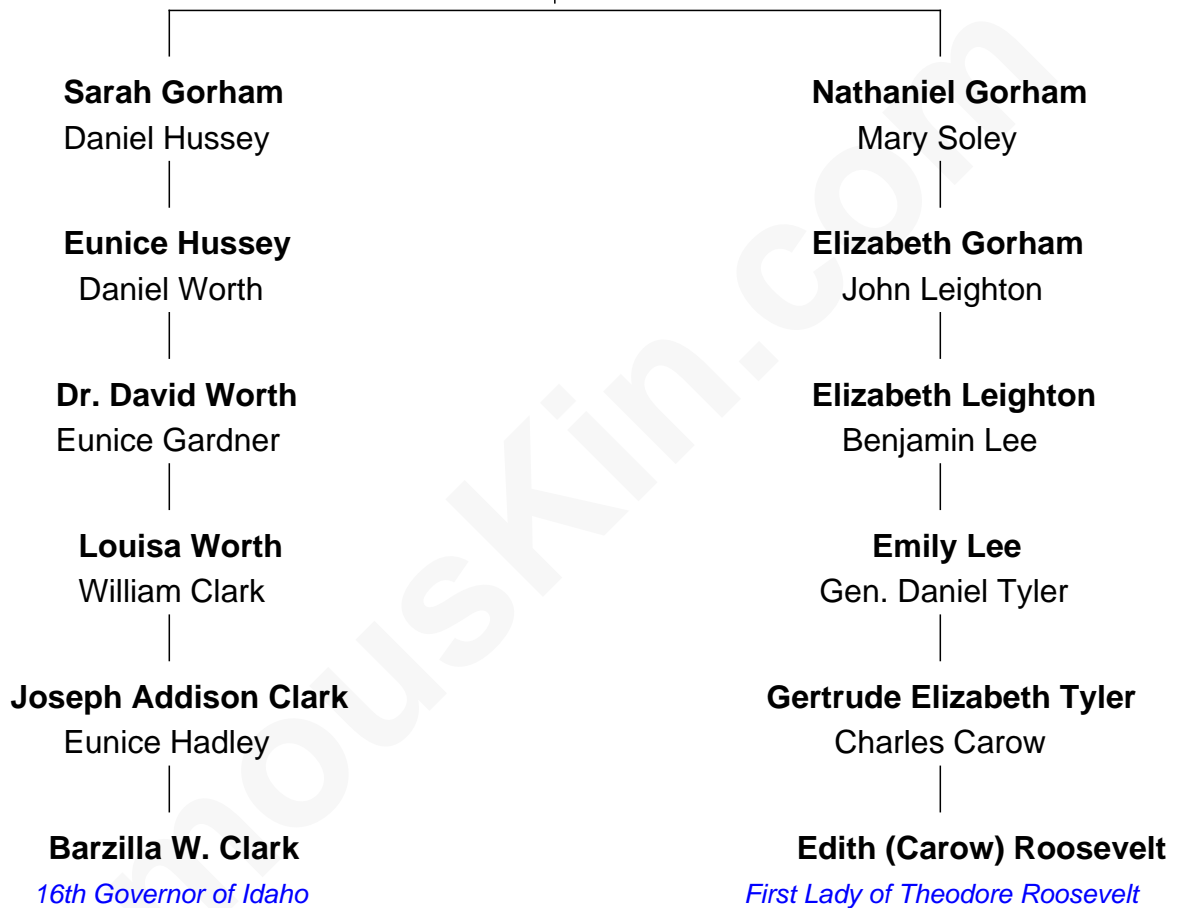 Sarah Gorham
Daniel Hussey
Nathaniel Gorham
Mary Soley
Eunice Hussey
Daniel Worth
Elizabeth Gorham
John Leighton
Dr. David Worth
Eunice Gardner
Elizabeth Leighton
Benjamin Lee
Louisa Worth
William Clark
Emily Lee
Gen. Daniel Tyler
Joseph Addison Clark
Eunice Hadley
Gertrude Elizabeth Tyler
Charles Carow
Barzilla W. Clark
16th Governor of Idaho
Edith (Carow) Roosevelt
First Lady of Theodore Roosevelt
mousKin.com